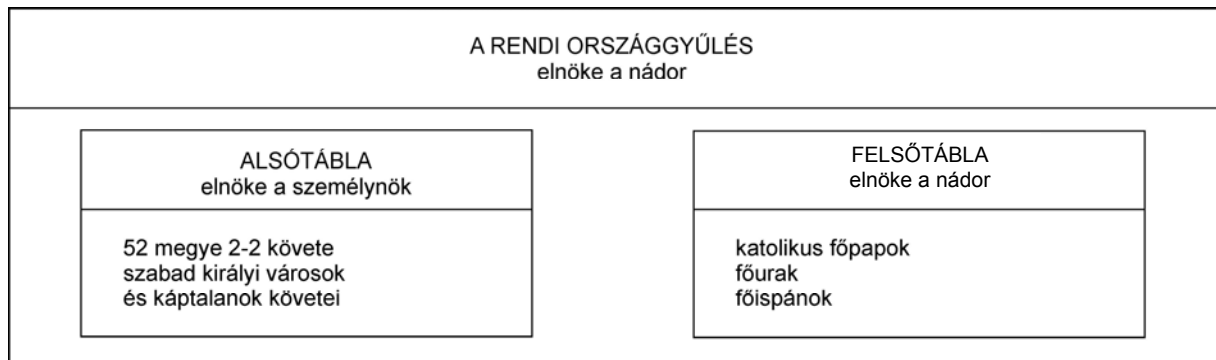 A RENDI ORSZÁGGYŰLÉS
elnöke a nádor
ALSÓTÁBLA
elnöke a személynök
52 megye 2-2 követe
szabad királyi városok
és káptalanok követei
FELSŐTÁBLA
elnöke a nádor
katolikus főpapok
főurak
főispánok